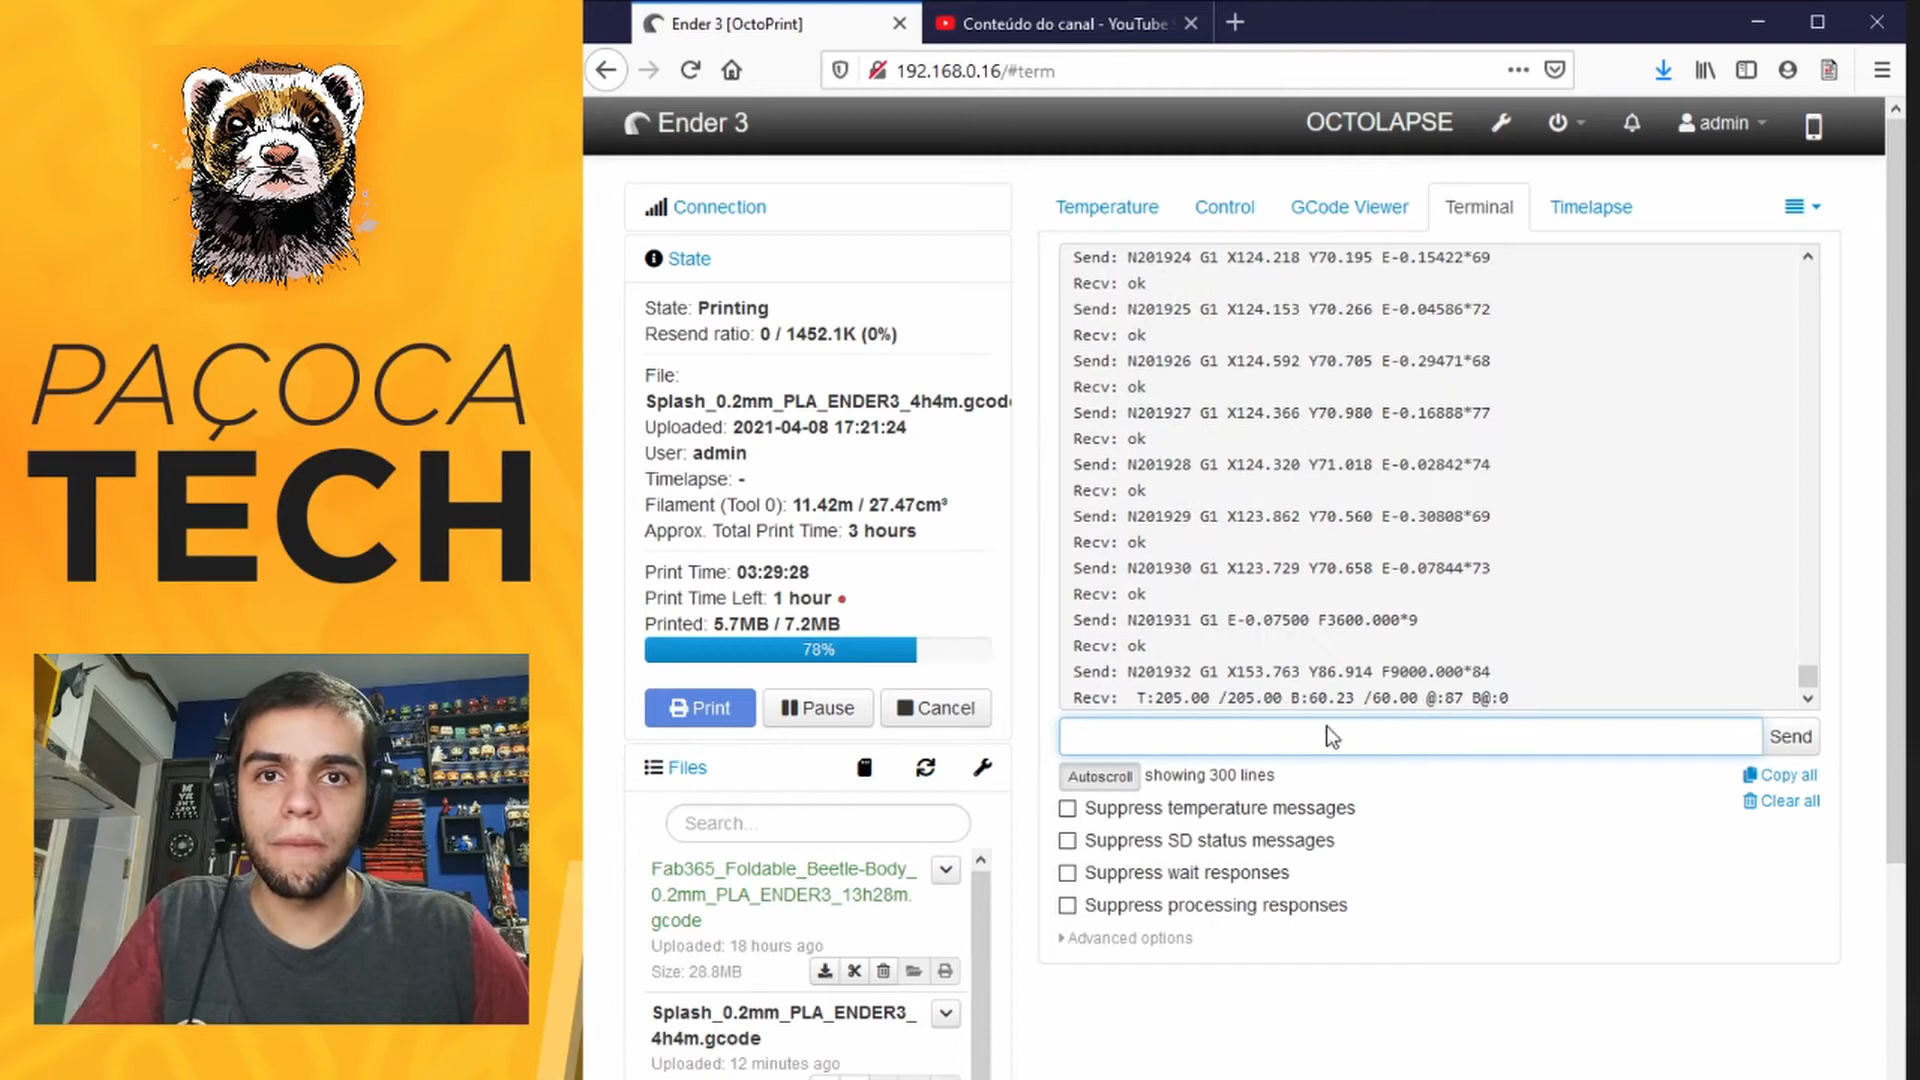 PAÇOCA
TECH
Ender 3 [OctoPrint]
Conteúdo do canal - YouTube
192.168.0.16/#term
Ender 3
OCTOLAPSE
admin
Connection
State
State: Printing
Resend ratio: 0 / 1452.1K (0%)
File:
Splash_0.2mm_PLA_ENDER3_4h4m.gcode
Uploaded: 2021-04-08 17:21:24
User: admin
Timelapse: -
Filament (Tool 0): 11.42m / 27.47cm³
Approx. Total Print Time: 3 hours
Print Time: 03:29:28
Print Time Left: 1 hour
Printed: 5.7MB / 7.2MB
78%
Print
Pause
Cancel
Files
Search...
Fab365_Foldable_Beetle-Body_
0.2mm_PLA_ENDER3_13h28m.
gcode
Uploaded: 18 hours ago
Size: 28.8MB
Splash_0.2mm_PLA_ENDER3_
4h4m.gcode
Uploaded: 12 minutes ago
Temperature
Control
GCode Viewer
Terminal
Timelapse
Send: N201924 G1 X124.218 Y70.195 E-0.15422*69
Recv: ok
Send: N201925 G1 X124.153 Y70.266 E-0.04586*72
Recv: ok
Send: N201926 G1 X124.592 Y70.705 E-0.29471*68
Recv: ok
Send: N201927 G1 X124.366 Y70.980 E-0.16888*77
Recv: ok
Send: N201928 G1 X124.320 Y71.018 E-0.02842*74
Recv: ok
Send: N201929 G1 X123.862 Y70.560 E-0.30808*69
Recv: ok
Send: N201930 G1 X123.729 Y70.658 E-0.07844*73
Recv: ok
Send: N201931 G1 E-0.07500 F3600.000*9
Recv: ok
Send: N201932 G1 X153.763 Y86.914 F9000.000*84
Recv:  T:205.00 /205.00 B:60.23 /60.00 @:87 B@:0
Send
Autoscroll
showing 300 lines
Copy all
Clear all
Suppress temperature messages
Suppress SD status messages
Suppress wait responses
Suppress processing responses
Advanced options